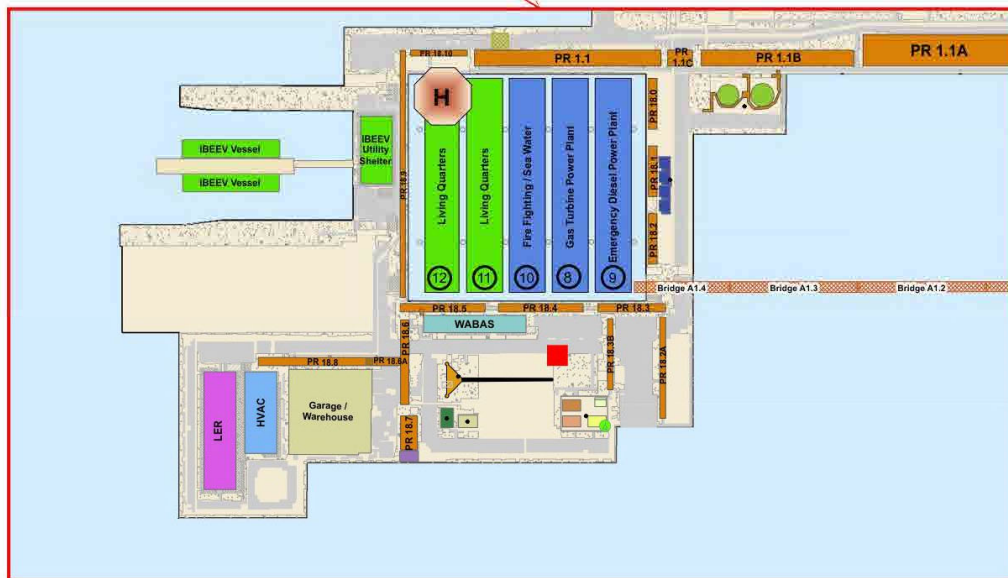 PR 18.10
PR 1.1
PR
1.1C
PR 1.1B
PR 1.1A
H
IBEEV
Utility
Shelter
IBEEV Vessel
IBEEV Vessel
PR 18.9
Living Quarters
12
Living Quarters
11
Fire Fighting / Sea Water
10
Gas Turbine Power Plant
8
Emergency Diesel Power Plant
9
PR 18.0
PR 18.1
PR 18.2
Bridge A1.4
Bridge A1.3
Bridge A1.2
PR 18.5
PR 18.4
PR 18.3
WABAS
PR 18.6
PR 18.8
PR 18.6A
PR 18.3B
PR 18.2A
LER
HVAC
Garage /
Warehouse
PR 18.7